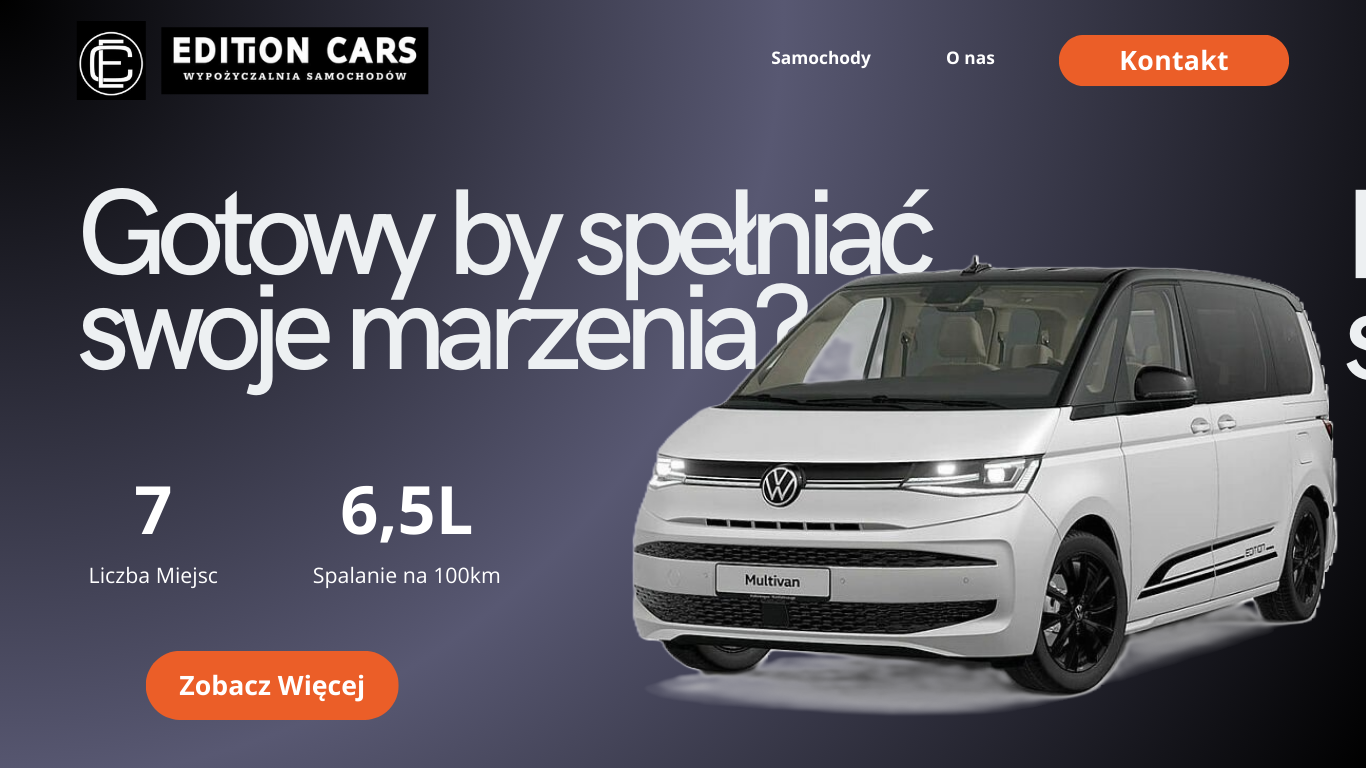 EDITION CARS
WYPOŻYCZALNIA SAMOCHODÓW
Samochody
O nas
Kontakt
Gotowy by spełniać
swoje marzenia?
7
6,5L
Liczba Miejsc
Spalanie na 100km
Zobacz Więcej
Multivan
EDITION